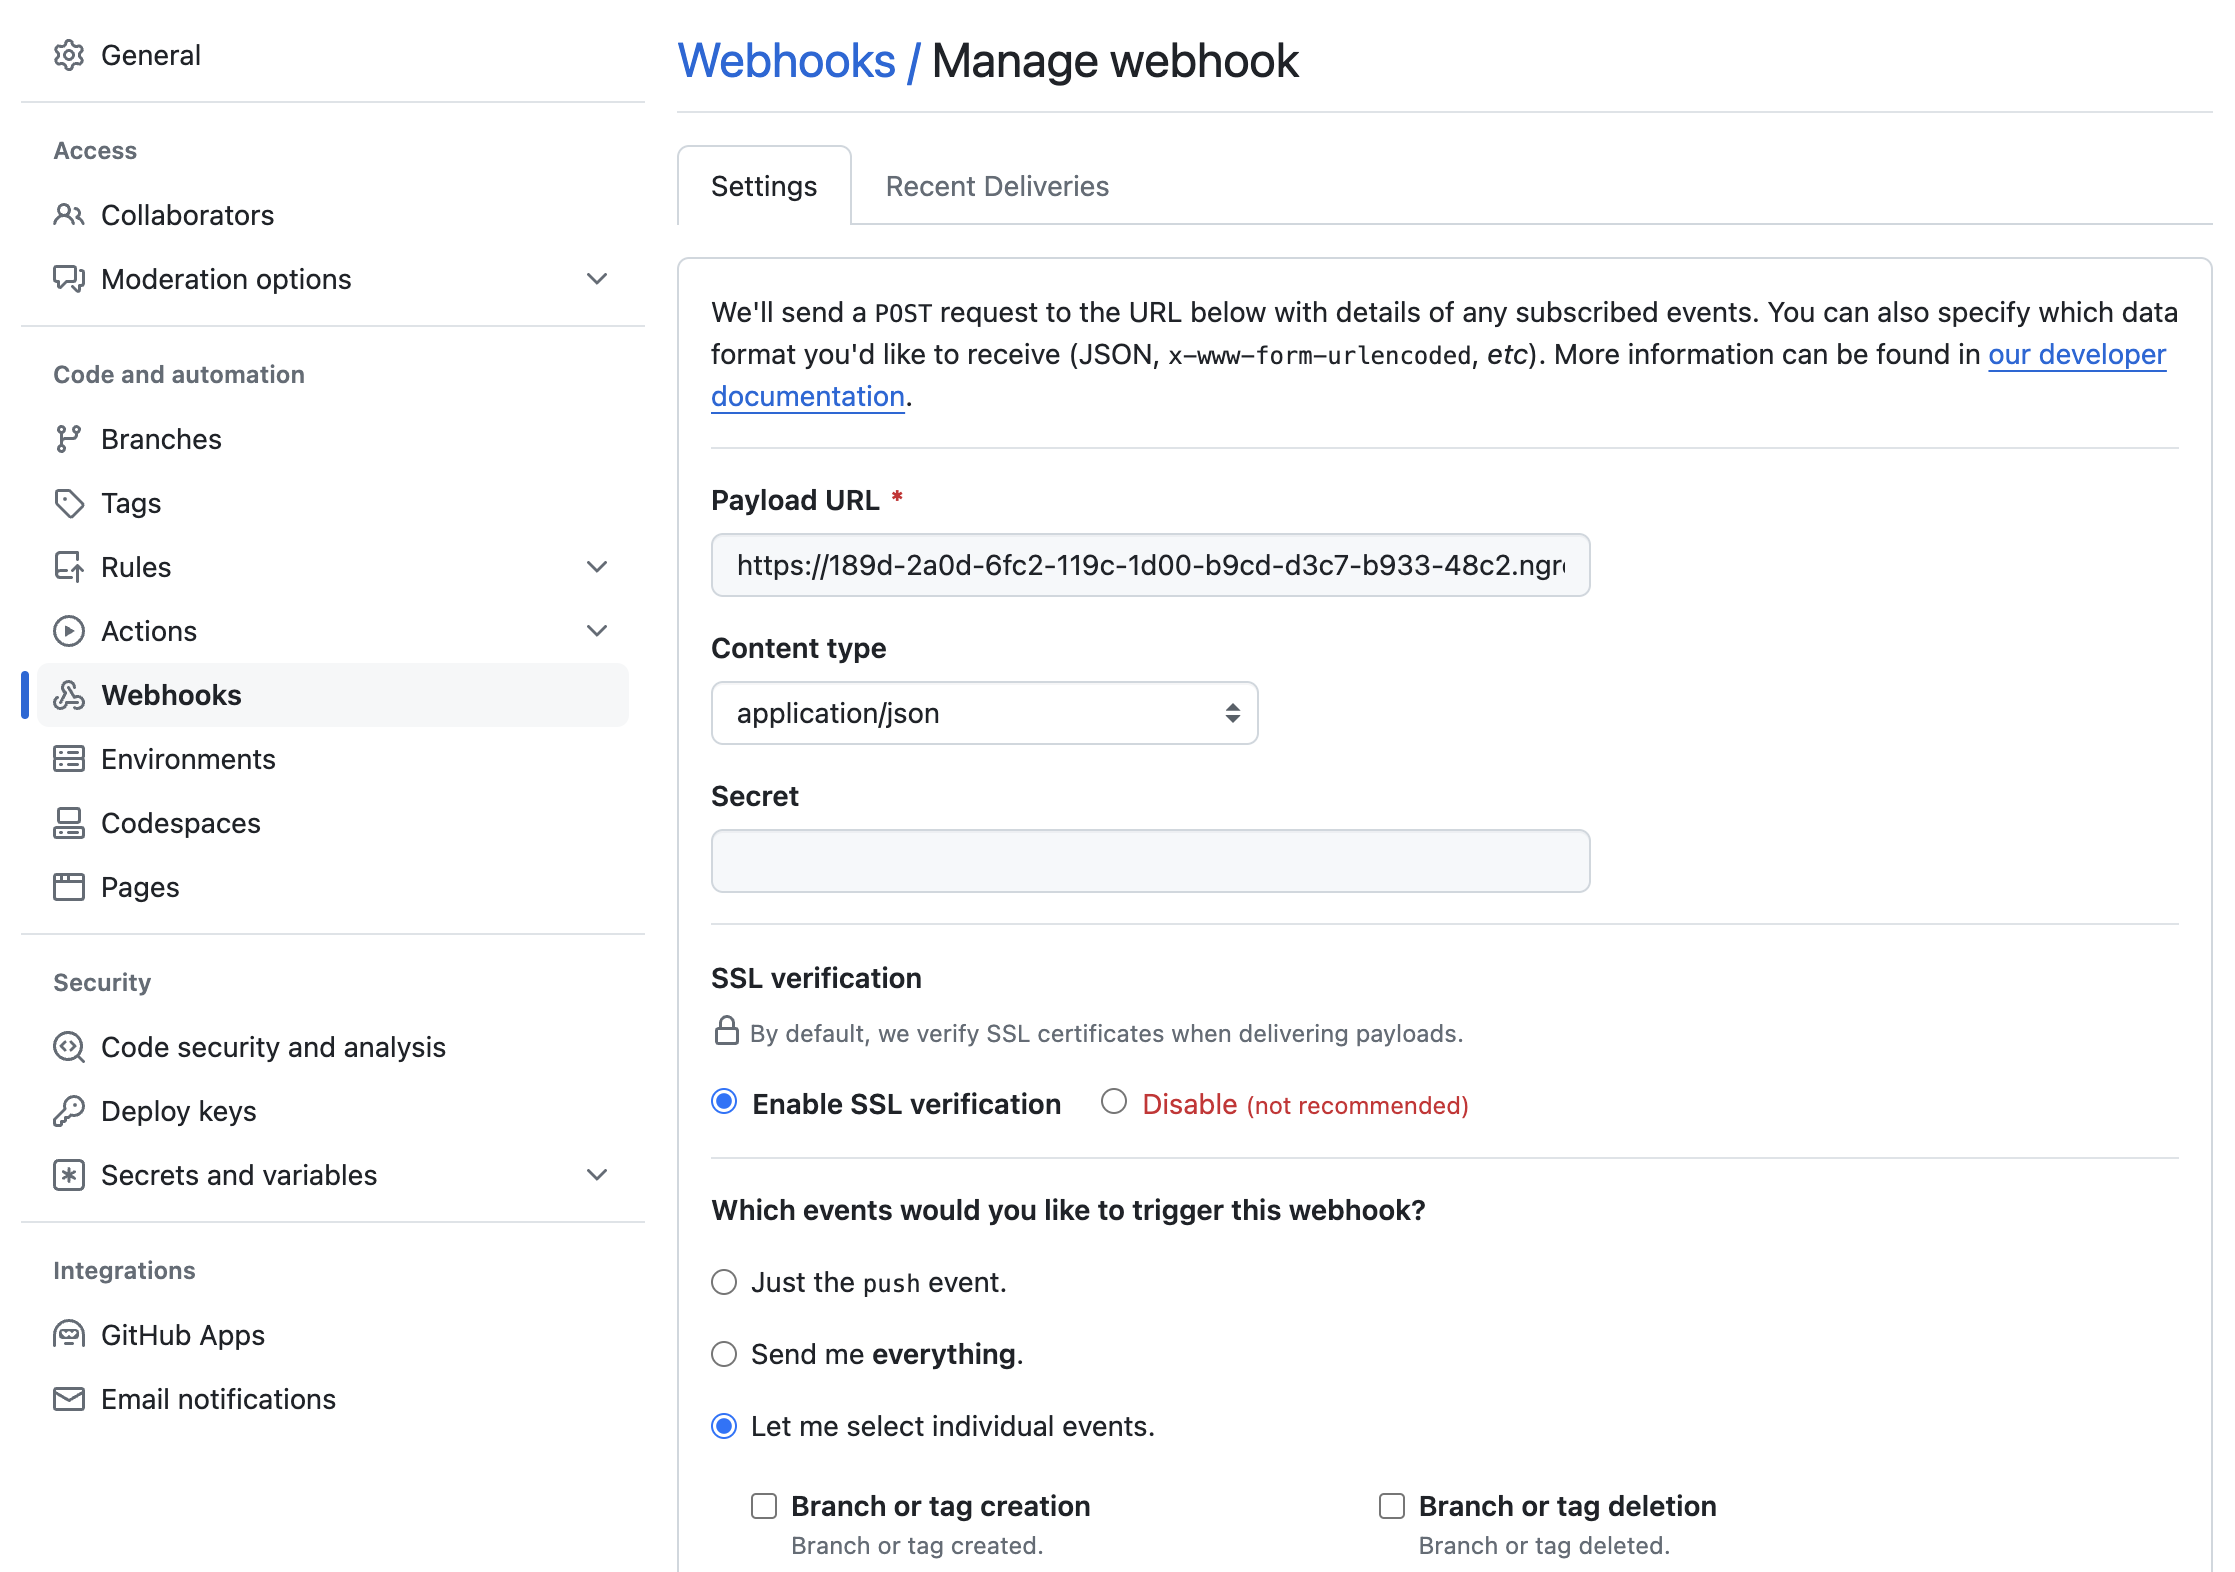 General
Access
Collaborators
Moderation options
Code and automation
Branches
Tags
Rules
Actions
Webhooks
Environments
Codespaces
Pages
Security
Code security and analysis
Deploy keys
Secrets and variables
Integrations
GitHub Apps
Email notifications
Webhooks / Manage webhook
Settings
Recent Deliveries
We'll send a POST request to the URL below with details of any subscribed events. You can also specify which data
format you'd like to receive (JSON, x-www-form-urlencoded, etc). More information can be found in our developer
documentation.
Payload URL *
https://189d-2a0d-6fc2-119c-1d00-b9cd-d3c7-b933-48c2.ngr
Content type
application/json
Secret
SSL verification
By default, we verify SSL certificates when delivering payloads.
Enable SSL verification
Disable (not recommended)
Which events would you like to trigger this webhook?
Just the push event.
Send me everything.
Let me select individual events.
Branch or tag creation
Branch or tag created.
Branch or tag deletion
Branch or tag deleted.